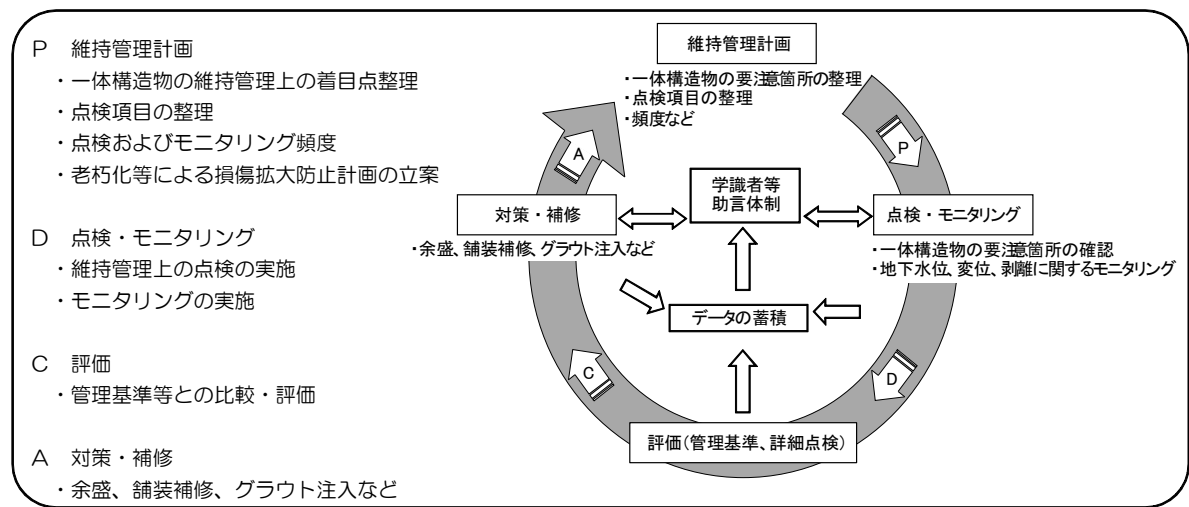 P 維持管理計画
・一体構造物の維持管理上の着目点整理
・点検項目の整理
・点検およびモニタリング頻度
・老朽化等による損傷拡大防止計画の立案
D 点検・モニタリング
・維持管理上の点検の実施
・モニタリングの実施
C 評価
・管理基準等との比較・評価
A 対策・補修
・余盛、舗装補修、グラウト注入など
維持管理計画
・一体構造物の要注意箇所の整理
・点検項目の整理
・頻度など
P
A
学識者等
助言体制
対策・補修
・余盛、舗装補修、グラウト注入など
点検・モニタリング
・一体構造物の要注意箇所の確認
・地下水位、変位、剥離に関するモニタリング
データの蓄積
C
D
評価(管理基準、詳細点検)